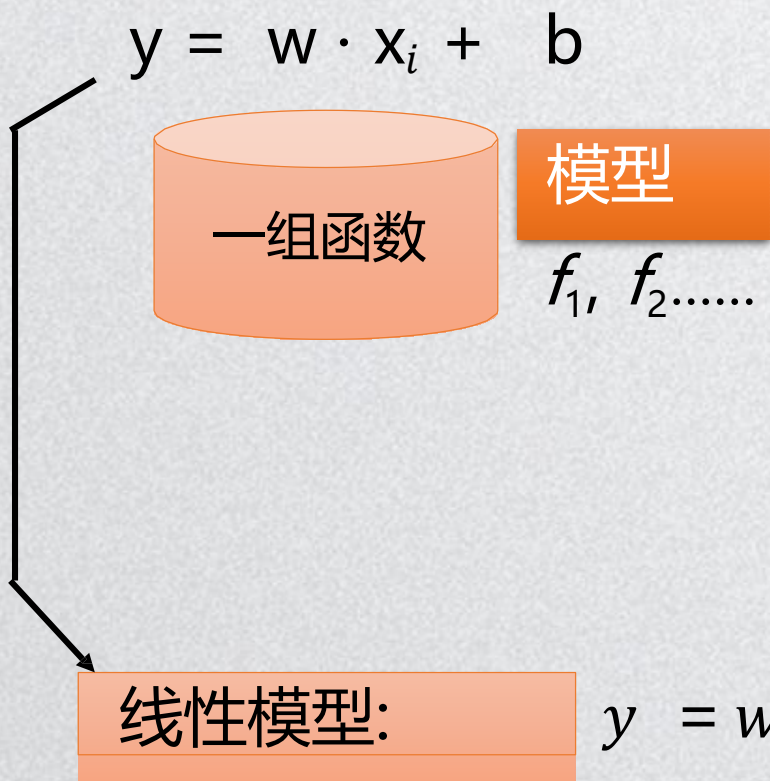 y = w · xᵢ + b
模型
一组函数
f₁, f₂……
线性模型:
y = w